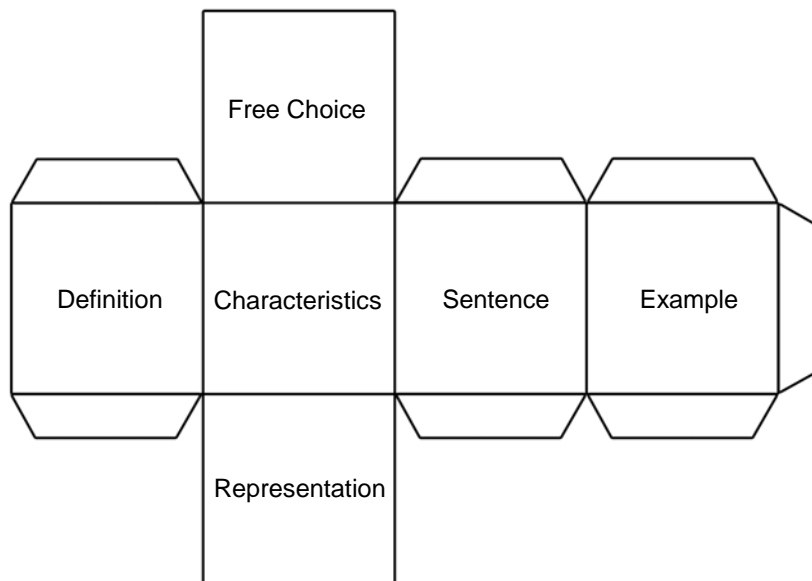 Free Choice
Definition
Characteristics
Sentence
Example
Representation